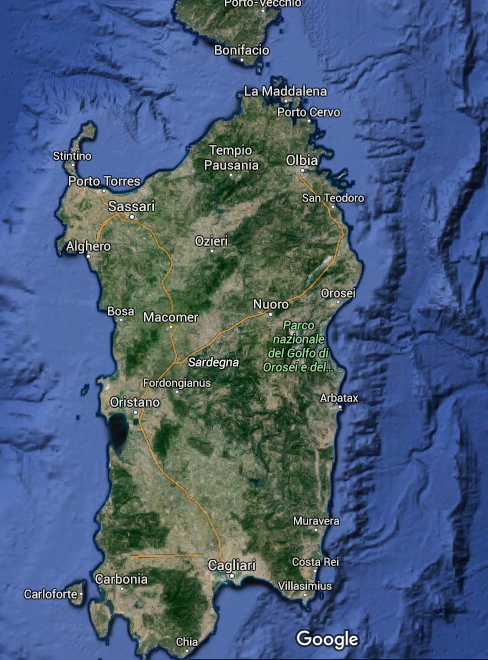 Porto-Vecchio
Bonifacio
La Maddalena
Porto Cervo
Tempio
Pausania
Olbia
Stintino
Porto Torres
San Teodoro
Sassari
Alghero
Ozieri
Orosei
Nuoro
Bosa
Macomer
Parco
nazionale
del Golfo di
Orosei e del...
Sardegna
Fordongianus
Oristano
Arbatax
Muravera
Costa Rei
Cagliari
Carbonia
Villasimius
Carloforte
Chia
Google